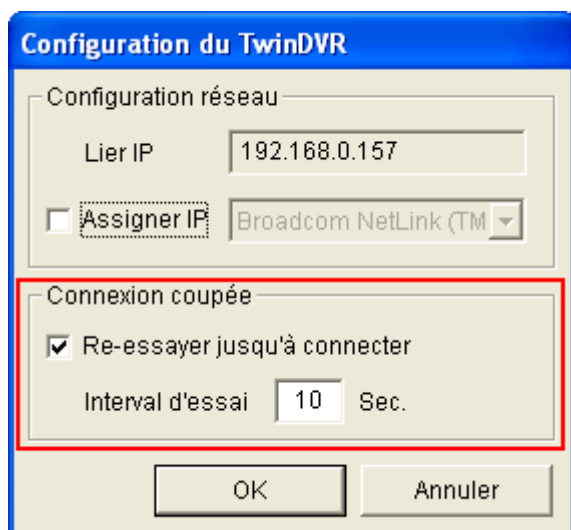 Configuration du TwinDVR
Configuration réseau
Lier IP 192.168.0.157
Assigner IP Broadcom NetLink (TM
Connexion coupée
Re-essayer jusqu'à connecter
Interval d'essai 10 Sec.
OK Annuler